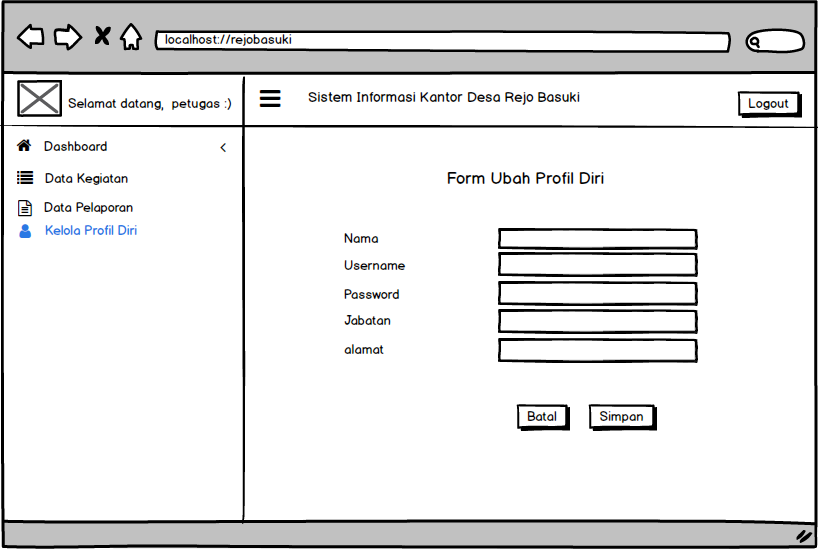 localhost://rejobasuki
Selamat datang, petugas :)
Sistem Informasi Kantor Desa Rejo Basuki
Logout
Dashboard
Data Kegiatan
Data Pelaporan
Kelola Profil Diri
Form Ubah Profil Diri
Nama
Username
Password
Jabatan
alamat
Batal
Simpan